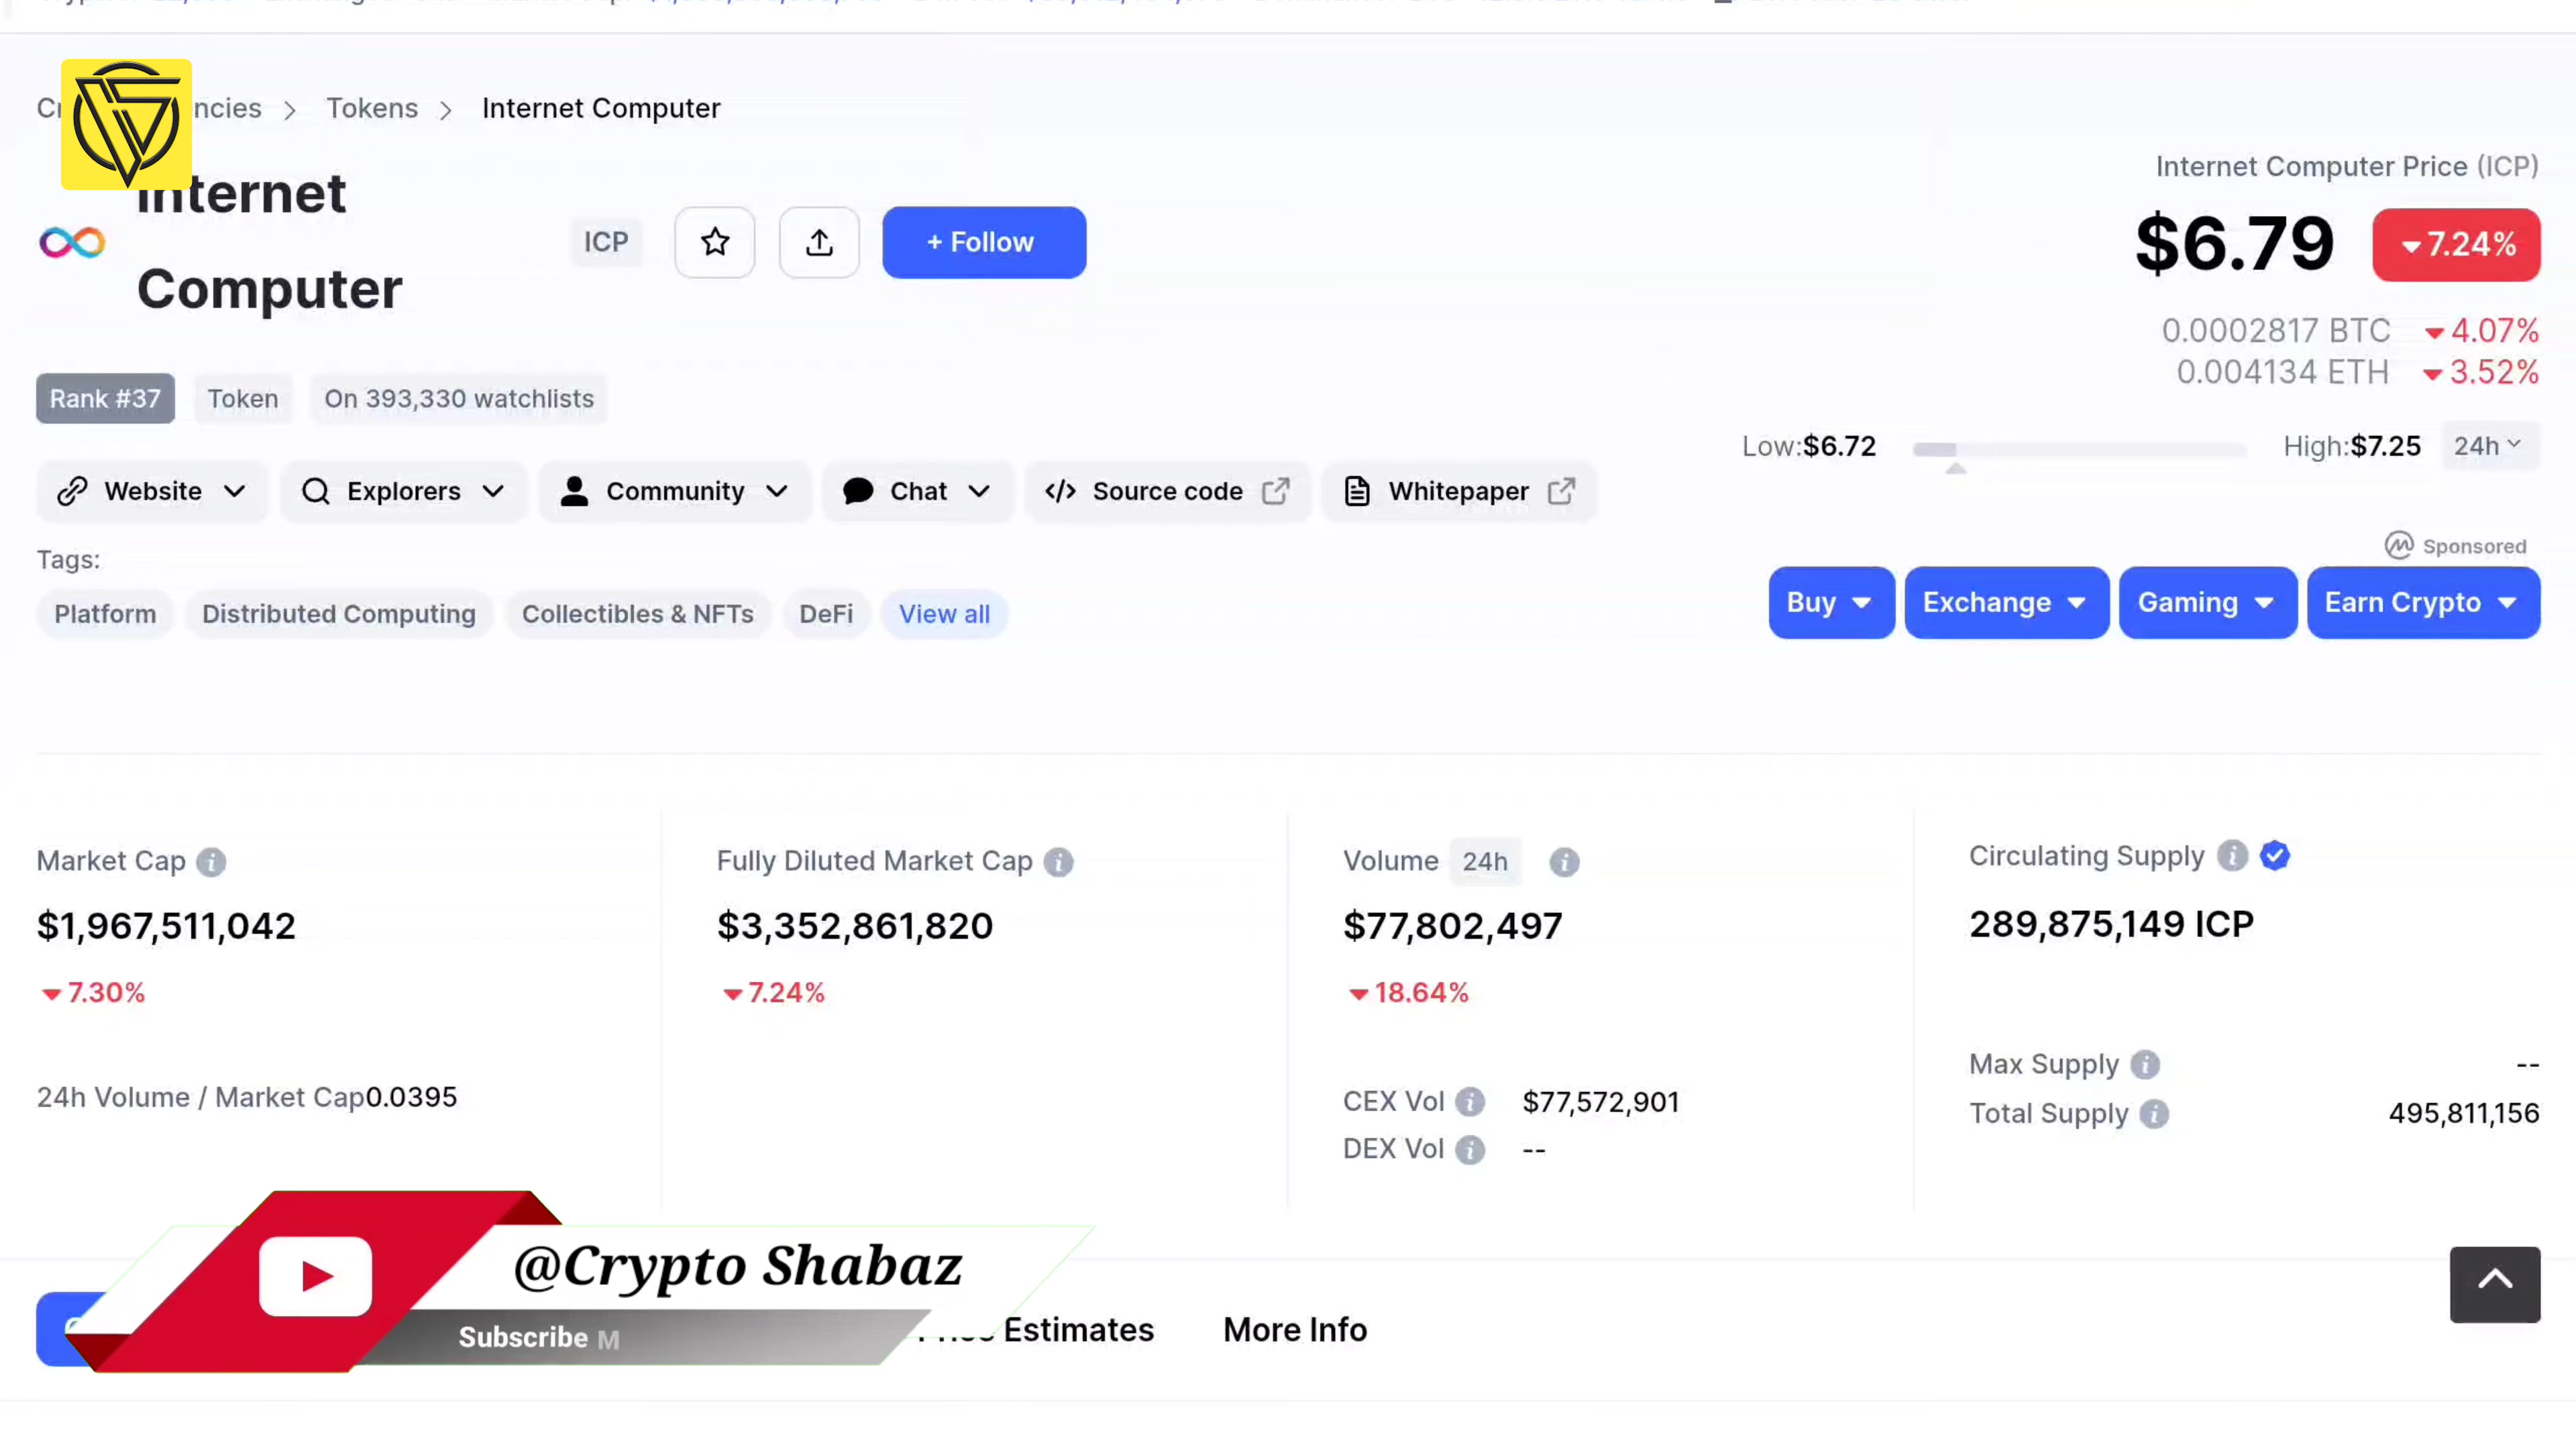 ncies > Tokens > Internet Computer
Internet Computer Price (ICP)
Internet
Computer
ICP
+ Follow
$6.79
7.24%
0.0002817 BTC
4.07%
0.004134 ETH
3.52%
Rank #37
Token
On 393,330 watchlists
Low:$6.72
High:$7.25
24h
Website
Explorers
Community
Chat
Source code
Whitepaper
Tags:
Sponsored
Platform
Distributed Computing
Collectibles & NFTs
DeFi
View all
Buy
Exchange
Gaming
Earn Crypto
Market Cap
$1,967,511,042
7.30%
24h Volume / Market Cap0.0395
Fully Diluted Market Cap
$3,352,861,820
7.24%
Volume 24h
$77,802,497
18.64%
CEX Vol $77,572,901
DEX Vol --
Circulating Supply
289,875,149 ICP
Max Supply --
Total Supply 495,811,156
@Crypto Shabaz
Subscribe M
Estimates
More Info